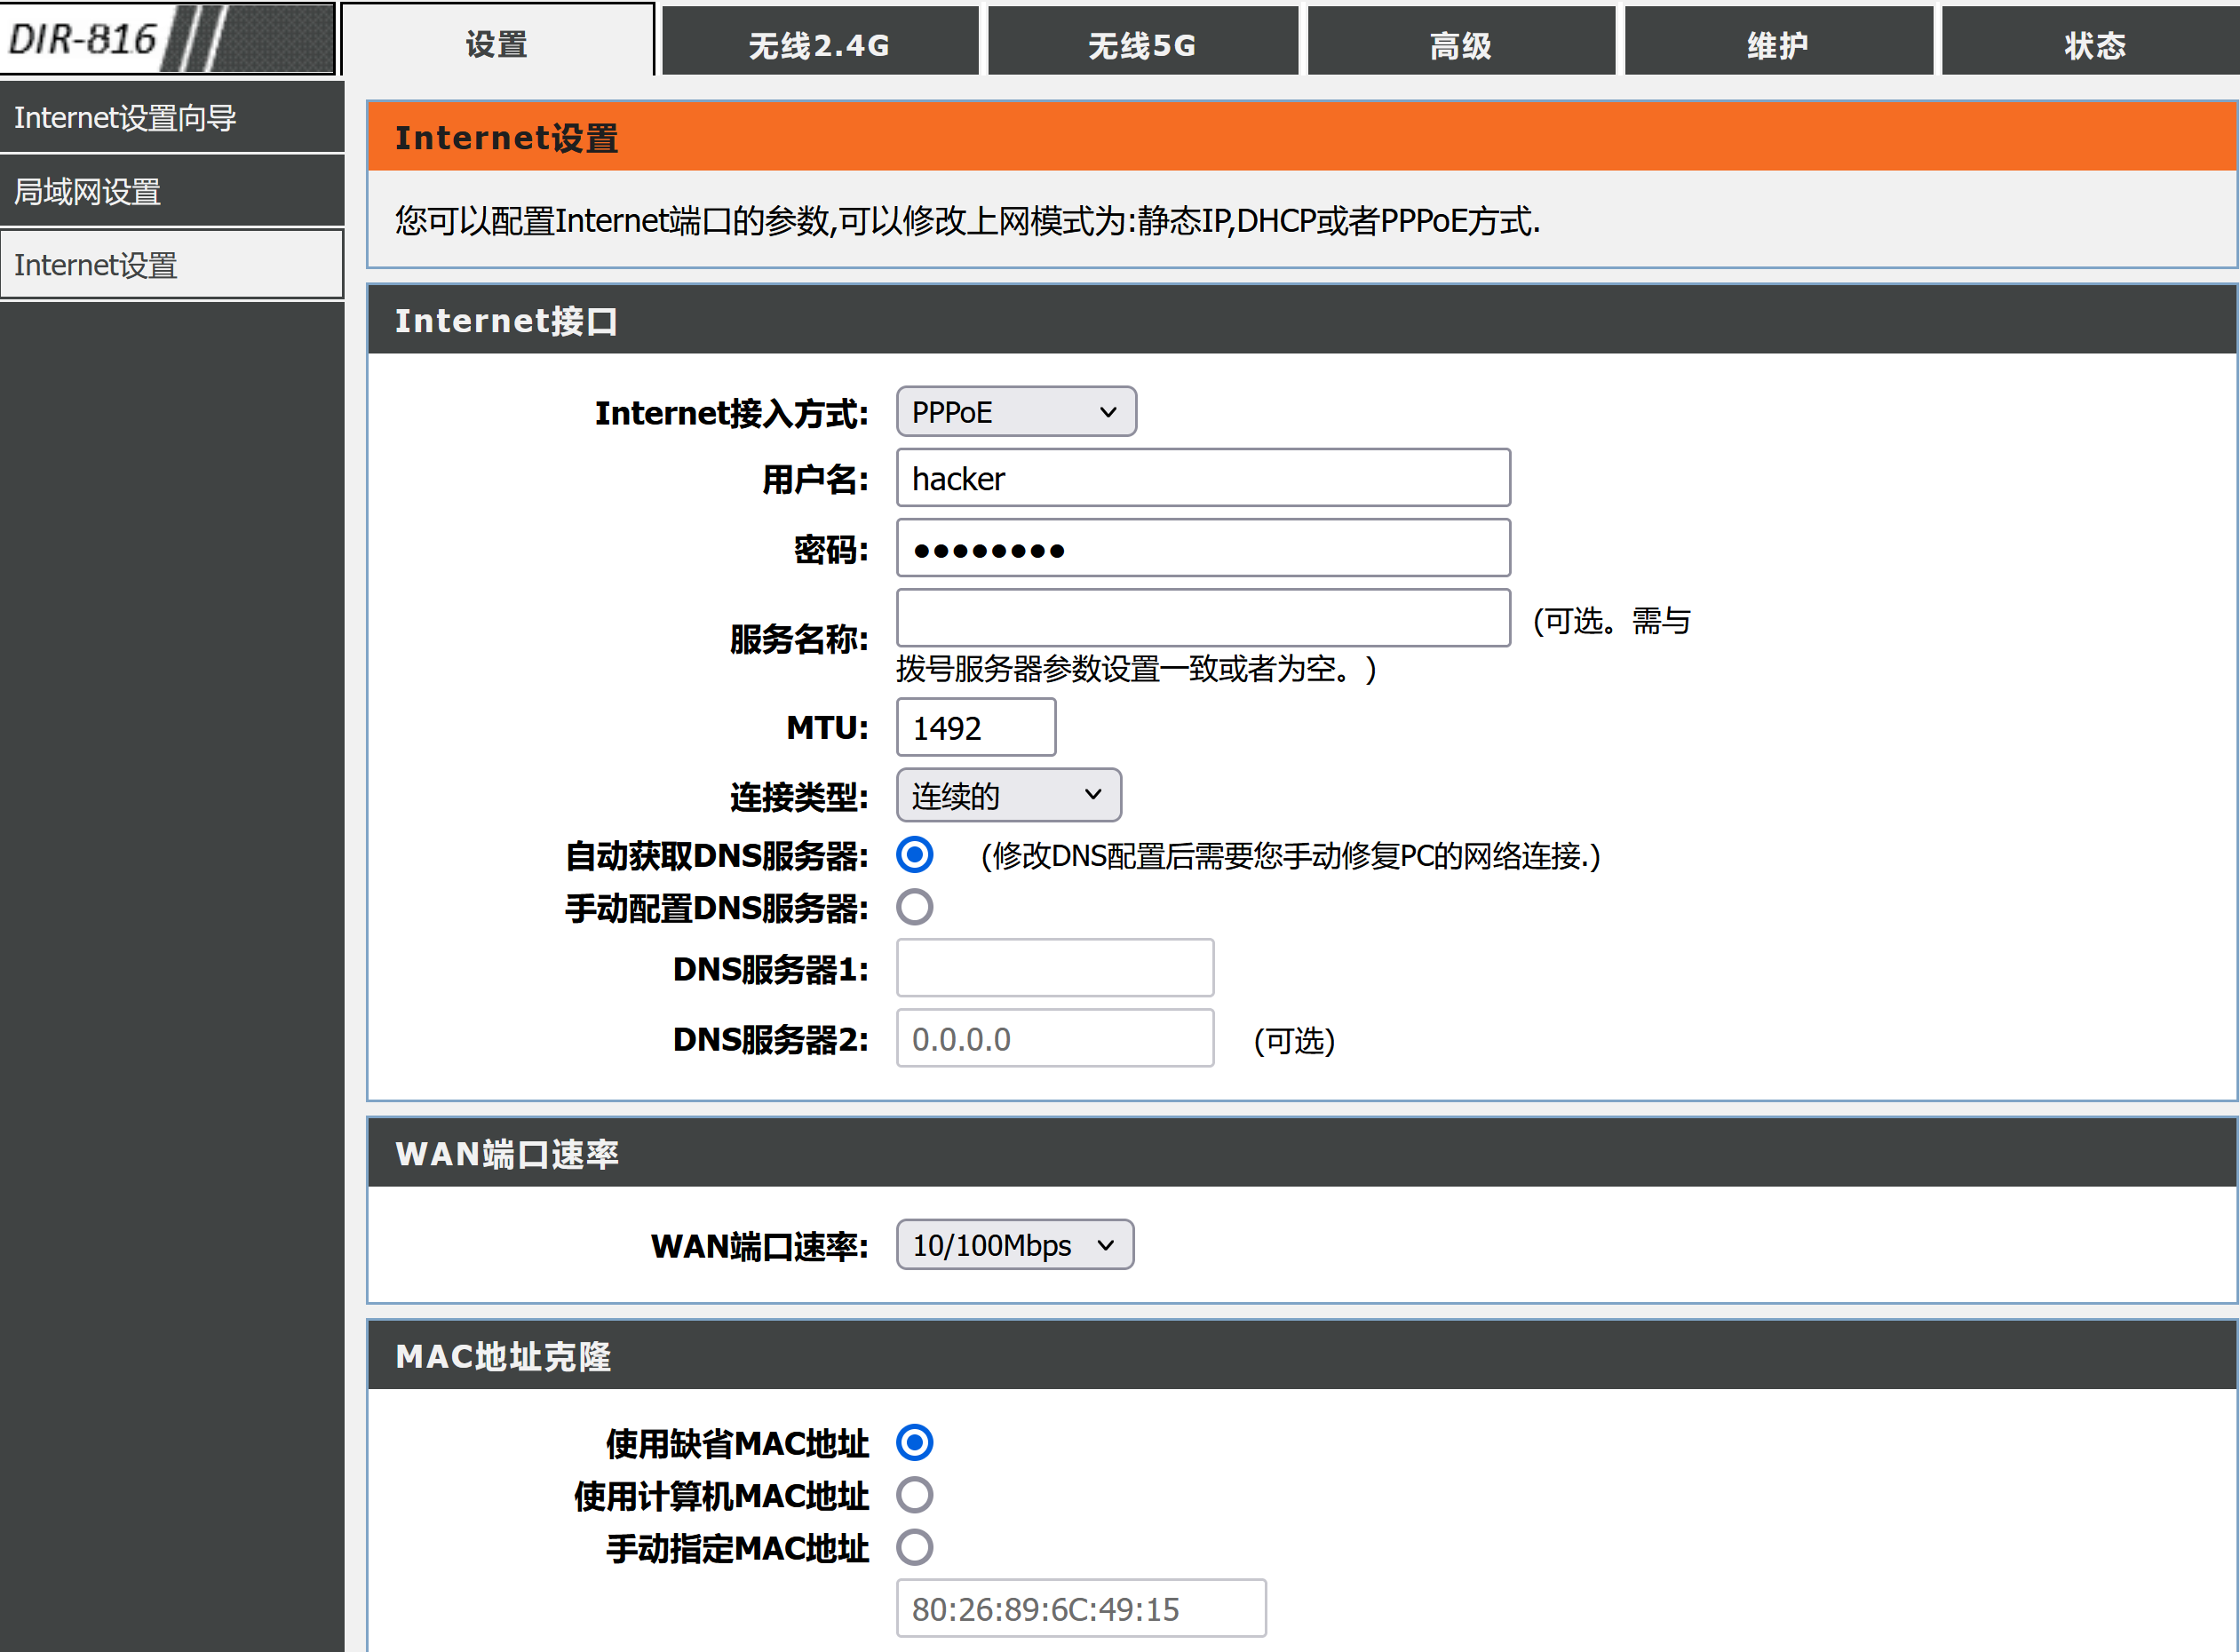 DIR-816
设置
无线2.4G
无线5G
高级
维护
状态
Internet设置向导
局域网设置
Internet设置
Internet设置
您可以配置Internet端口的参数,可以修改上网模式为:静态IP,DHCP或者PPPoE方式.
Internet接口
Internet接入方式: PPPoE
用户名: hacker
密码: ●●●●●●●●
服务名称: (可选。需与
拨号服务器参数设置一致或者为空。)
MTU: 1492
连接类型: 连续的
自动获取DNS服务器: (修改DNS配置后需要您手动修复PC的网络连接.)
手动配置DNS服务器:
DNS服务器1:
DNS服务器2: 0.0.0.0 (可选)
WAN端口速率
WAN端口速率: 10/100Mbps
MAC地址克隆
使用缺省MAC地址
使用计算机MAC地址
手动指定MAC地址
80:26:89:6C:49:15